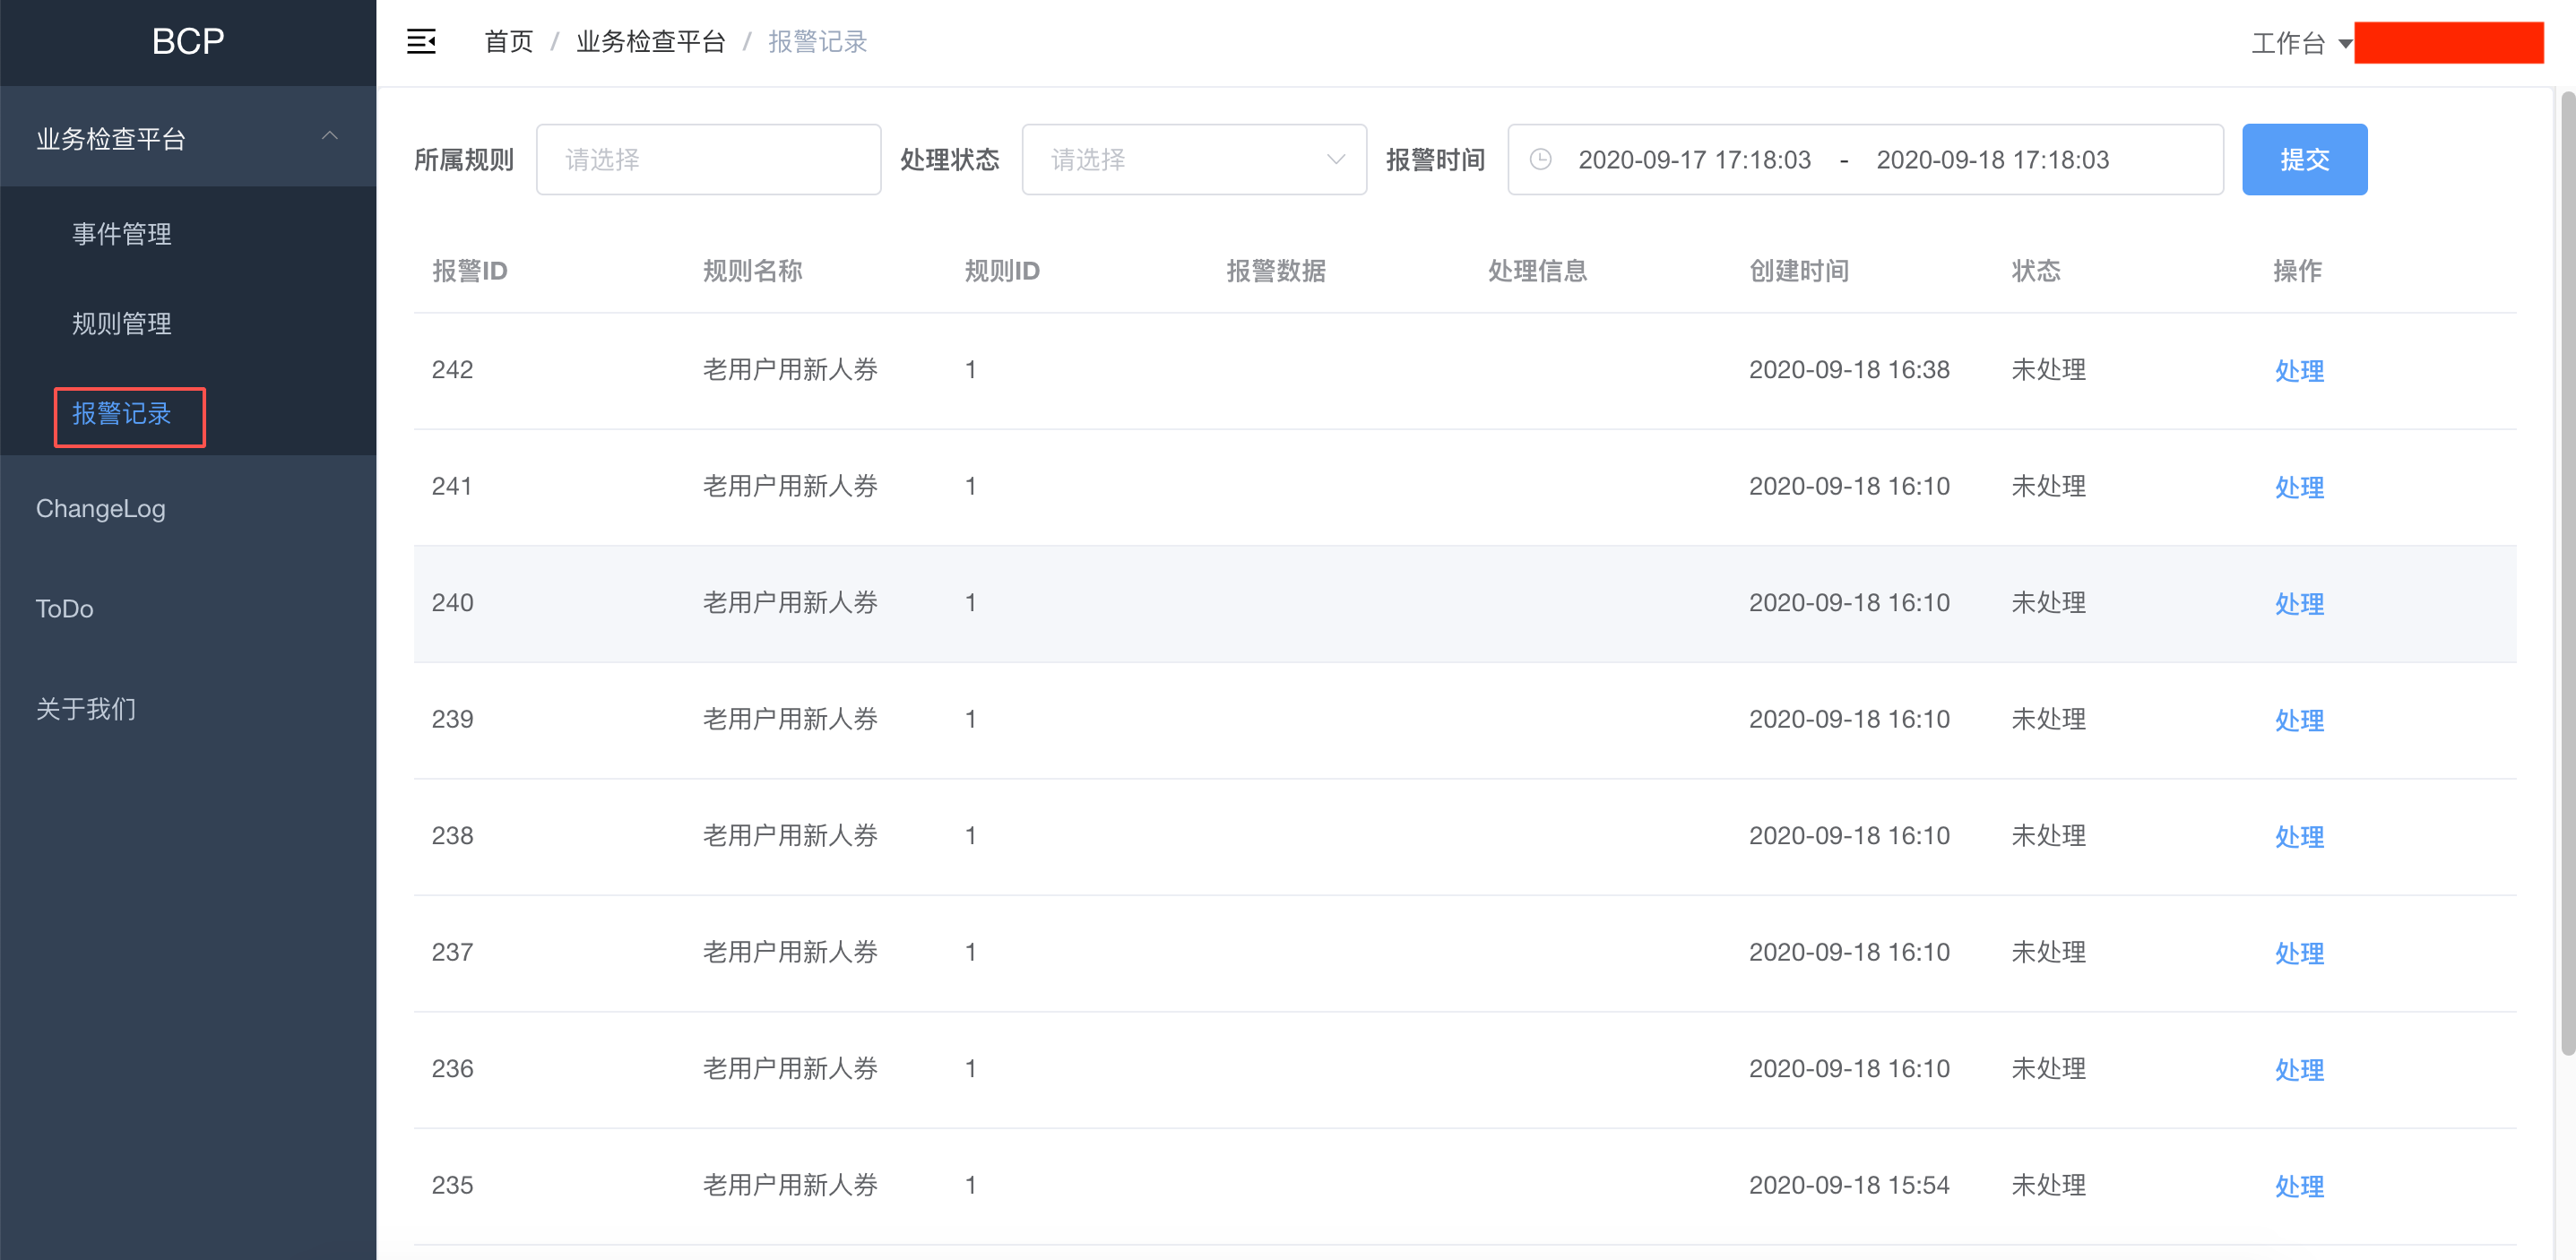 BCP
首页 / 业务检查平台 / 报警记录
工作台
业务检查平台
事件管理
规则管理
报警记录
ChangeLog
ToDo
关于我们
所属规则 请选择 处理状态 请选择 报警时间 2020-09-17 17:18:03 - 2020-09-18 17:18:03 提交
报警ID 规则名称 规则ID 报警数据 处理信息 创建时间 状态 操作
242 老用户用新人券 1 2020-09-18 16:38 未处理 处理
241 老用户用新人券 1 2020-09-18 16:10 未处理 处理
240 老用户用新人券 1 2020-09-18 16:10 未处理 处理
239 老用户用新人券 1 2020-09-18 16:10 未处理 处理
238 老用户用新人券 1 2020-09-18 16:10 未处理 处理
237 老用户用新人券 1 2020-09-18 16:10 未处理 处理
236 老用户用新人券 1 2020-09-18 16:10 未处理 处理
235 老用户用新人券 1 2020-09-18 15:54 未处理 处理